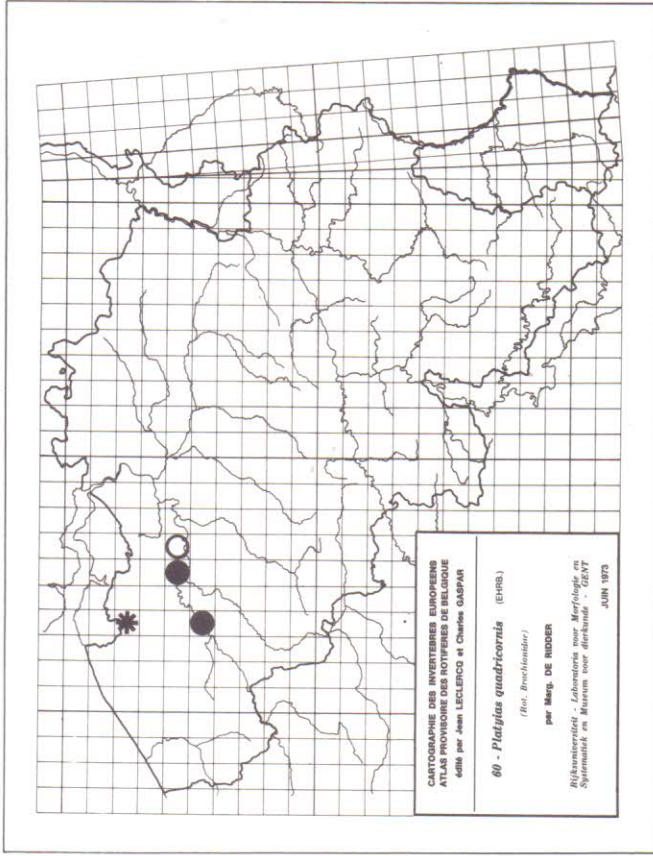 CARTOGRAPHIE DES INVERTEBRES EUROPEENS
ATLAS PROVISOIRE DES ROTIFERES DE BELGIQUE
édité par Jean LECLERCQ et Charles GASPAR
60 - Platyias quadricornis (EHRB.)
(Rot. Brachionidae)
par Marg. DE RIDDER
Rijksuniversiteit - Laboratoria voor Morfologie en
Systematiek en Museum voor dierkunde - GENT
JUIN 1973